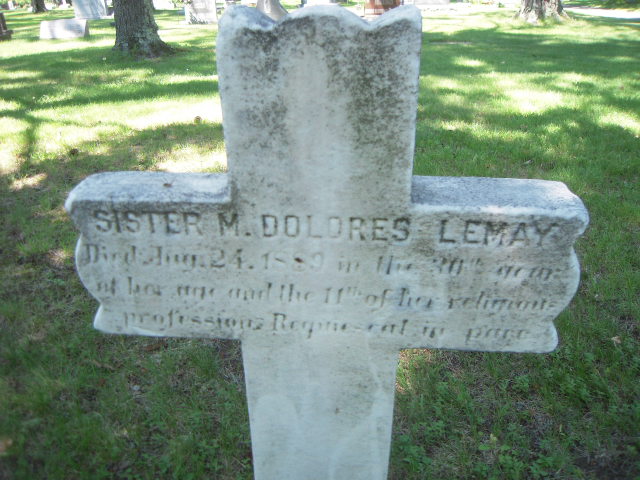 SISTER M. DOLORES LEMAY
Died Aug. 24. 1889 in the 30th year
of her age and the 11th of her religious
profession. Requiescat in pace